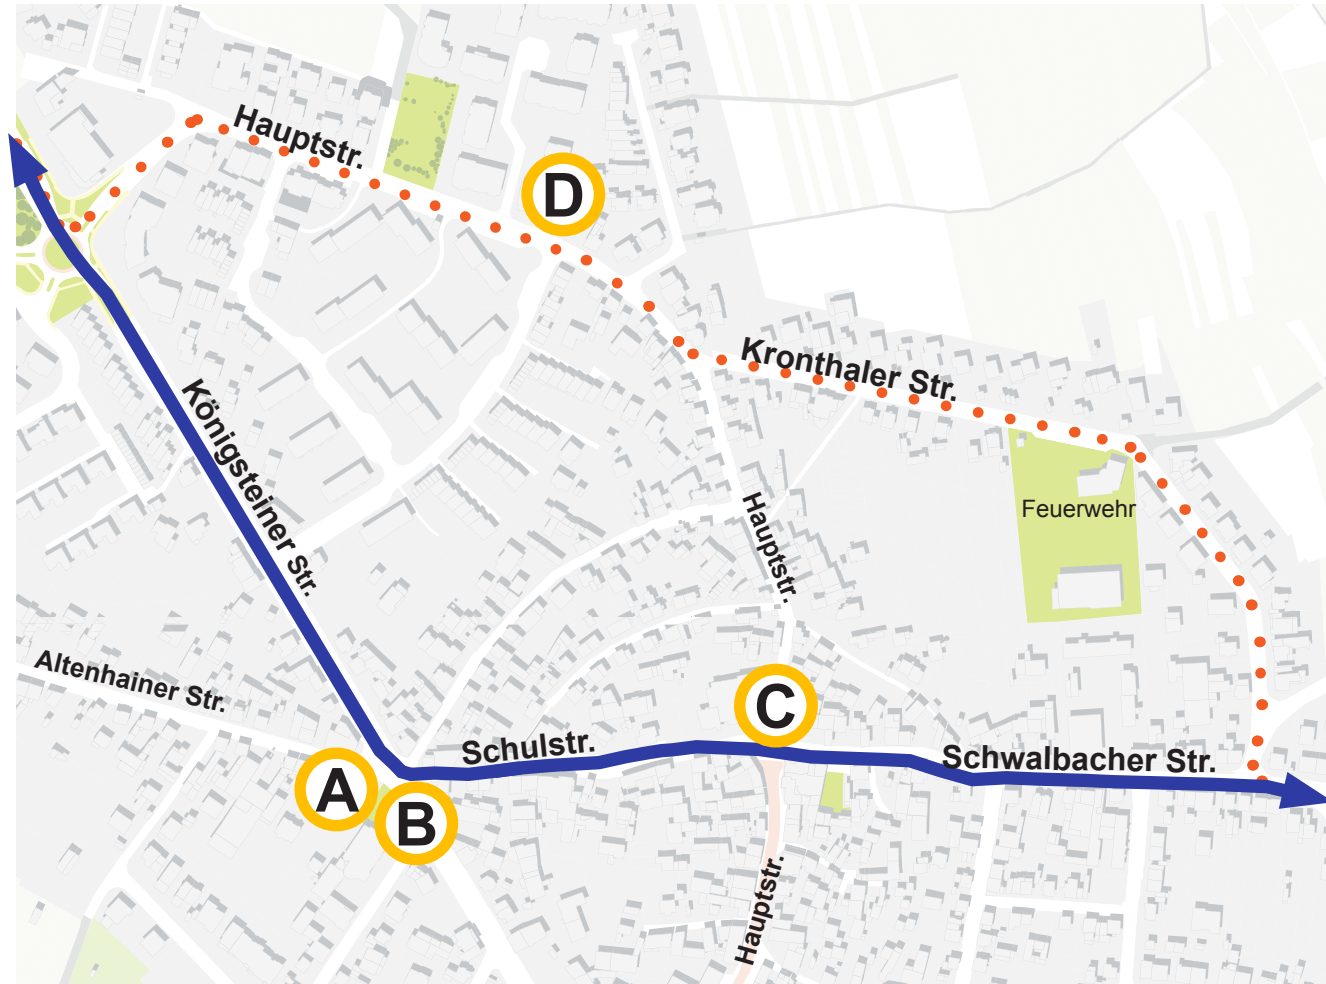 Hauptstr.
D
Kronthaler Str.
Königsteiner Str.
Hauptstr.
Feuerwehr
Altenhainer Str.
C
Schulstr.
Schwalbacher Str.
A
B
Hauptstr.